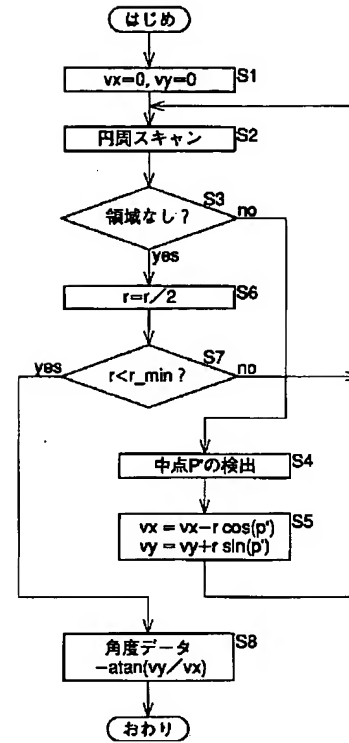 はじめ
vx=0, vy=0 S1
円周スキャン S2
領域なし? S3
no
yes
r=r/2 S6
yes r<r_min? S7 no
中点P'の検出 S4
vx = vx-r cos(p') S5
vy = vy+r sin(p')
角度データ S8
-atan(vy/vx)
おわり